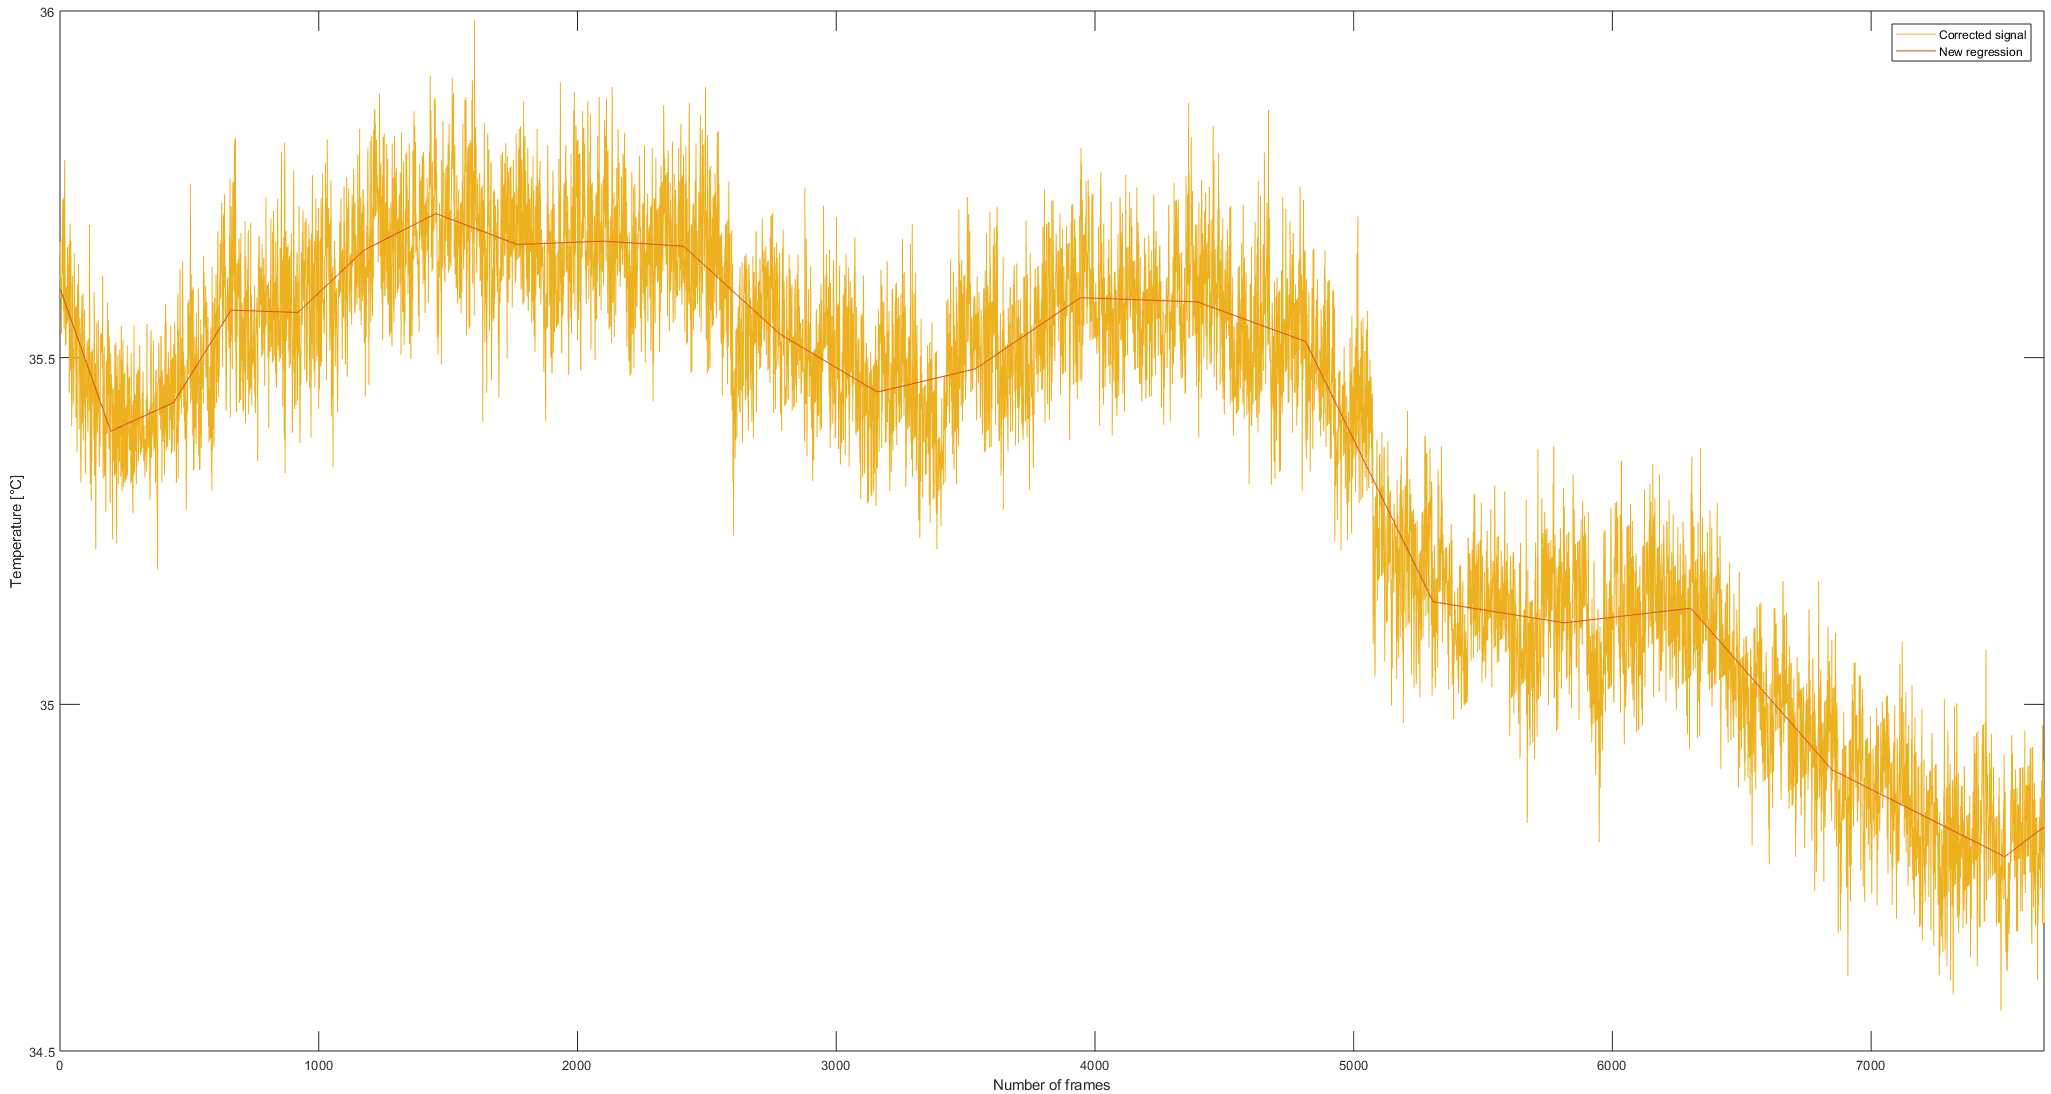 36
Corrected signal
New regression
35.5
Temperature [°C]
35
34.5
0 1000 2000 3000 4000 5000 6000 7000
Number of frames